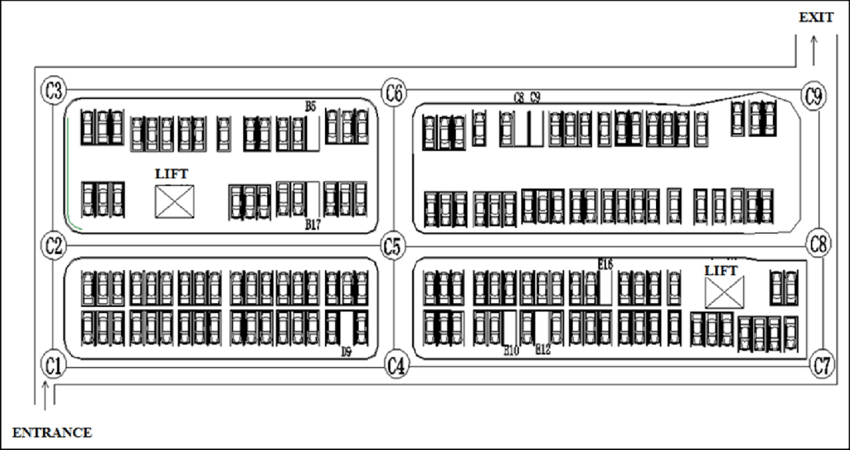 EXIT
C3
C6
C9
B5
C8 C9
LIFT
B17
C2
C5
C8
E16
LIFT
D9
E10
E12
C1
C4
C7
ENTRANCE